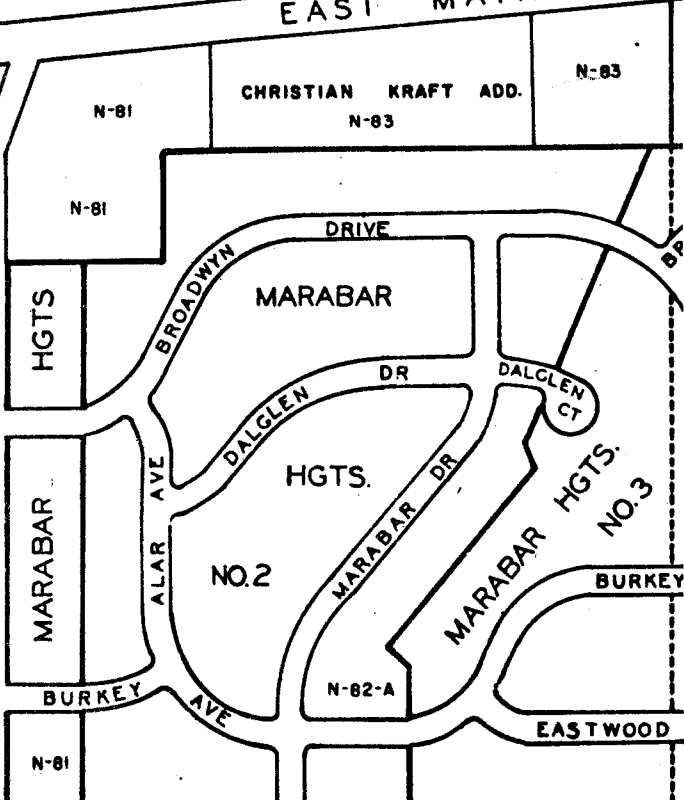 EAST
N-83
CHRISTIAN KRAFT ADD.
N-81
N-83
N-81
DRIVE
BROADWYN
HGTS
MARABAR
DR
DALGLEN
CT
DALGLEN
HGTS.
DR
AVE
MARABAR
HGTS.
NO.3
MARABAR
ALAR
NO.2
MARABAR
BURKEY
N-82-A
BURKEY
AVE
EASTWOOD
N-81